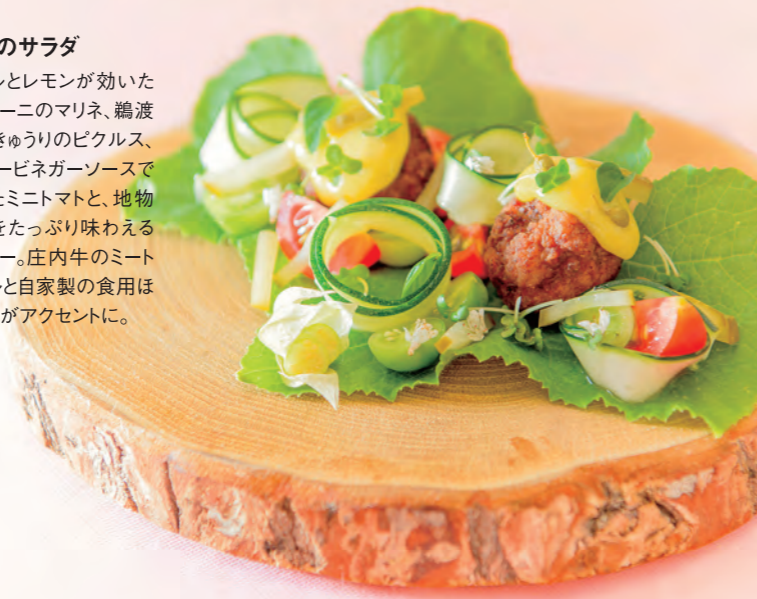 のサラダ
ルとレモンが効いた
ーニのマリネ、鵜渡
きゅうりのピクルス、
ービネガーソースで
たミニトマトと、地物
をたっぷり味わえる
ー。庄内牛のミート
と自家製の食用ほ
がアクセントに。